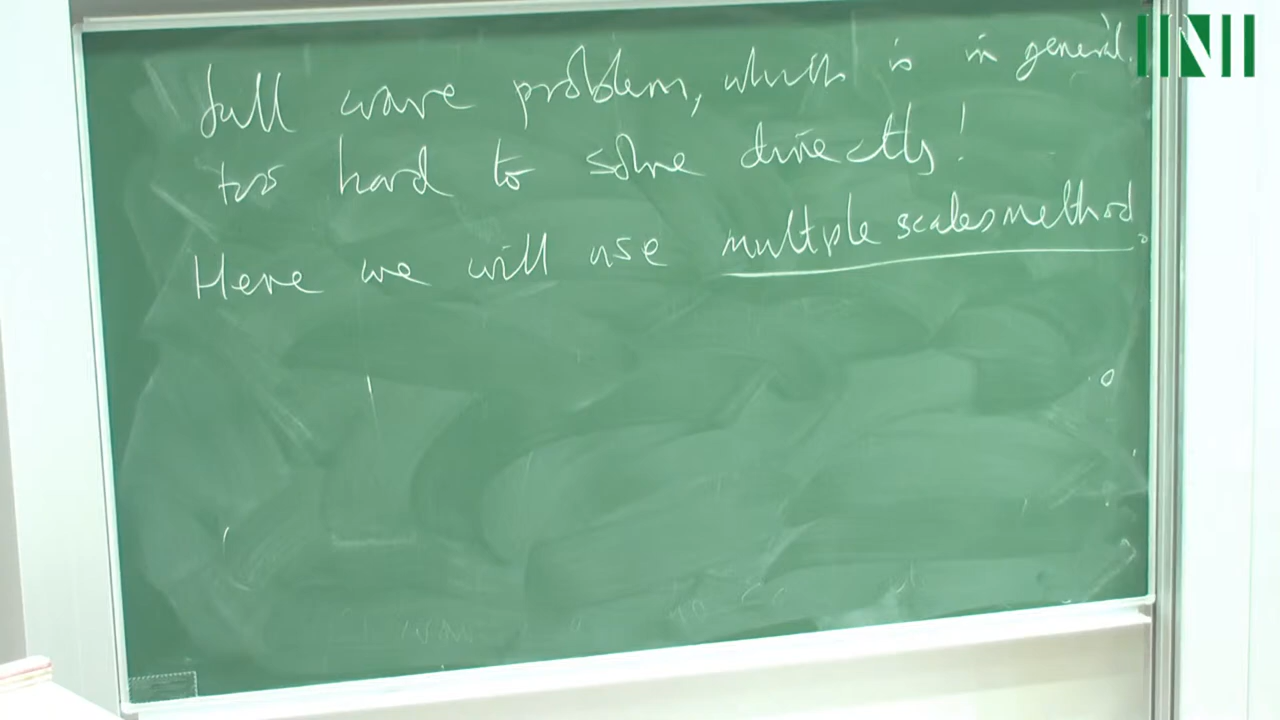 full wave problem, which is in general
too hard to solve directly!
Here we will use multiple scales method.
INI